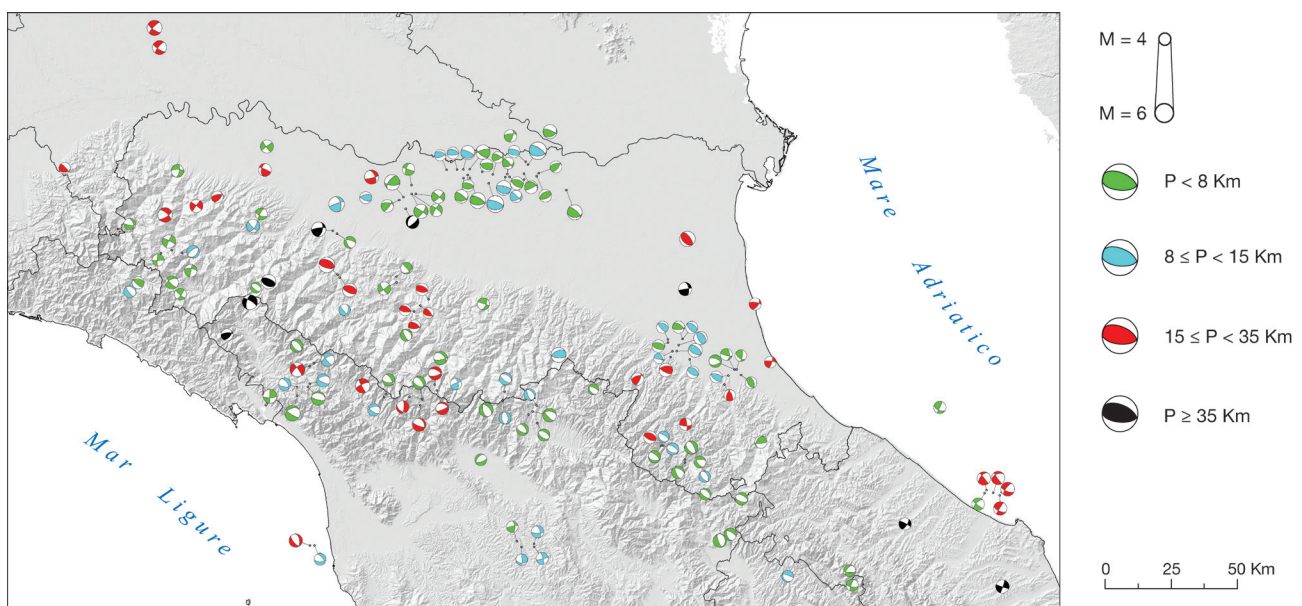 Mare
Adriatico
Mar
Ligure
M = 4
M = 6
P < 8 Km
8 ≤ P < 15 Km
15 ≤ P < 35 Km
P ≥ 35 Km
0 25 50 Km